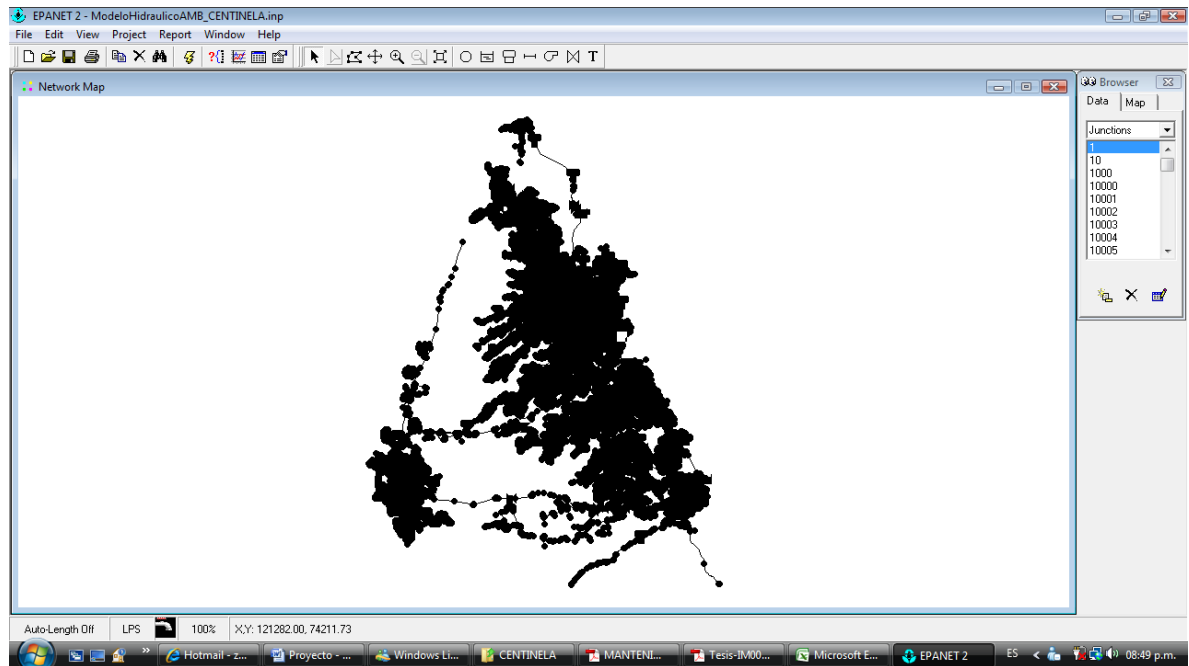 EPANET 2 - ModeloHidraulicoAMB_CENTINELA.inp
File Edit View Project Report Window Help
T
Network Map
Browser
Data Map
Junctions
1
10
1000
10000
10001
10002
10003
10004
10005
Auto-Length Off LPS 100% X,Y: 121282.00, 74211.73
Hotmail - z... Proyecto - ... Windows Li... CENTINELA MANTENI... Tesis-IM00... Microsoft E... EPANET 2 ES 08:49 p.m.